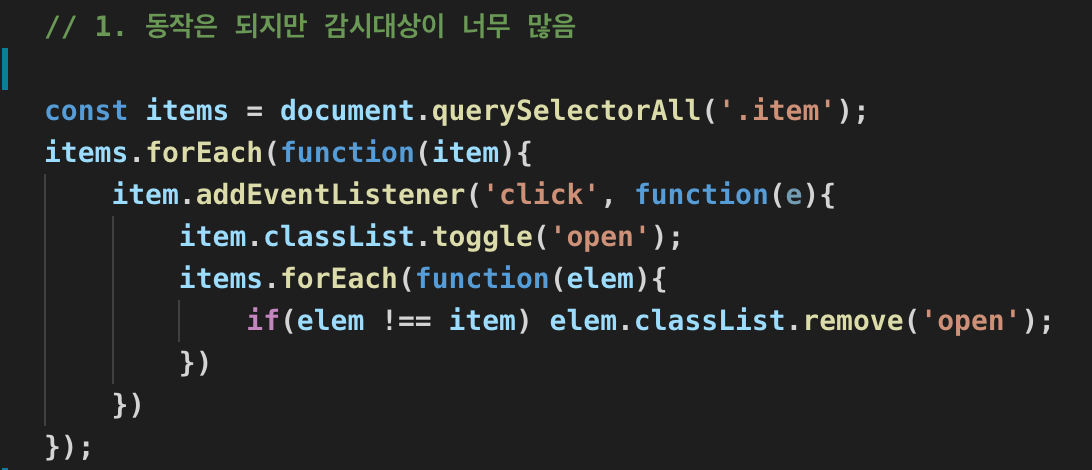 // 1. 동작은 되지만 감시대상이 너무 많음
const items = document.querySelectorAll('.item');
items.forEach(function(item){
    item.addEventListener('click', function(e){
        item.classList.toggle('open');
        items.forEach(function(elem){
            if(elem !== item) elem.classList.remove('open');
        })
    })
});